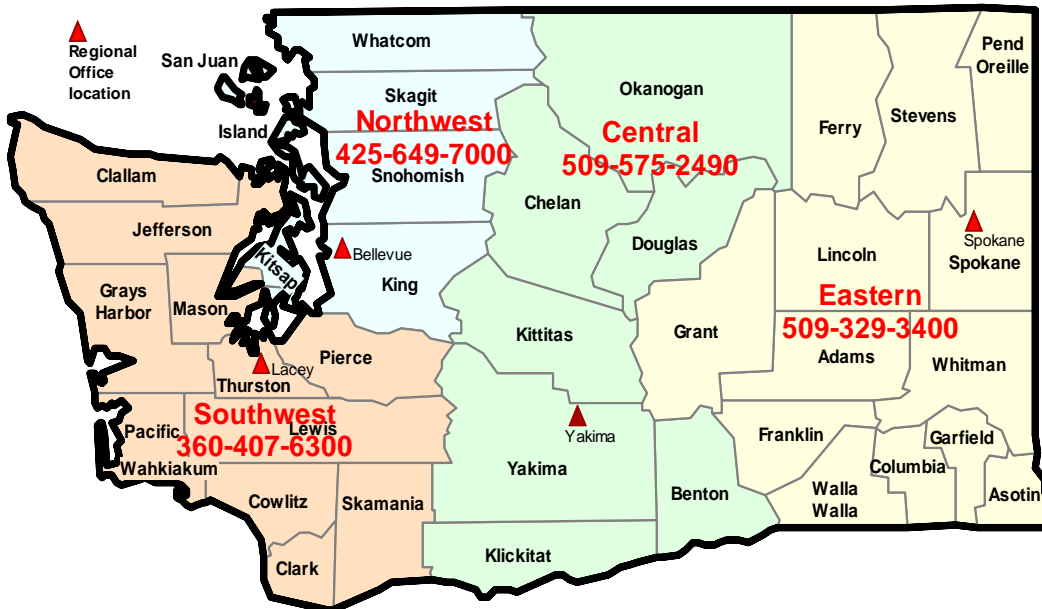 Regional
Office
location
San Juan
Island
Whatcom
Skagit
Northwest
425-649-7000
Snohomish
Bellevue
King
Kitsap
Clallam
Jefferson
Grays
Harbor
Mason
Pierce
Lacey
Thurston
Southwest
360-407-6300
Lewis
Pacific
Wahkiakum
Cowlitz
Skamania
Clark
Okanogan
Central
509-575-2490
Chelan
Douglas
Kittitas
Yakima
Yakima
Benton
Klickitat
Pend
Oreille
Stevens
Ferry
Spokane
Spokane
Lincoln
Eastern
509-329-3400
Grant
Adams
Whitman
Franklin
Garfield
Columbia
Walla
Walla
Asotin